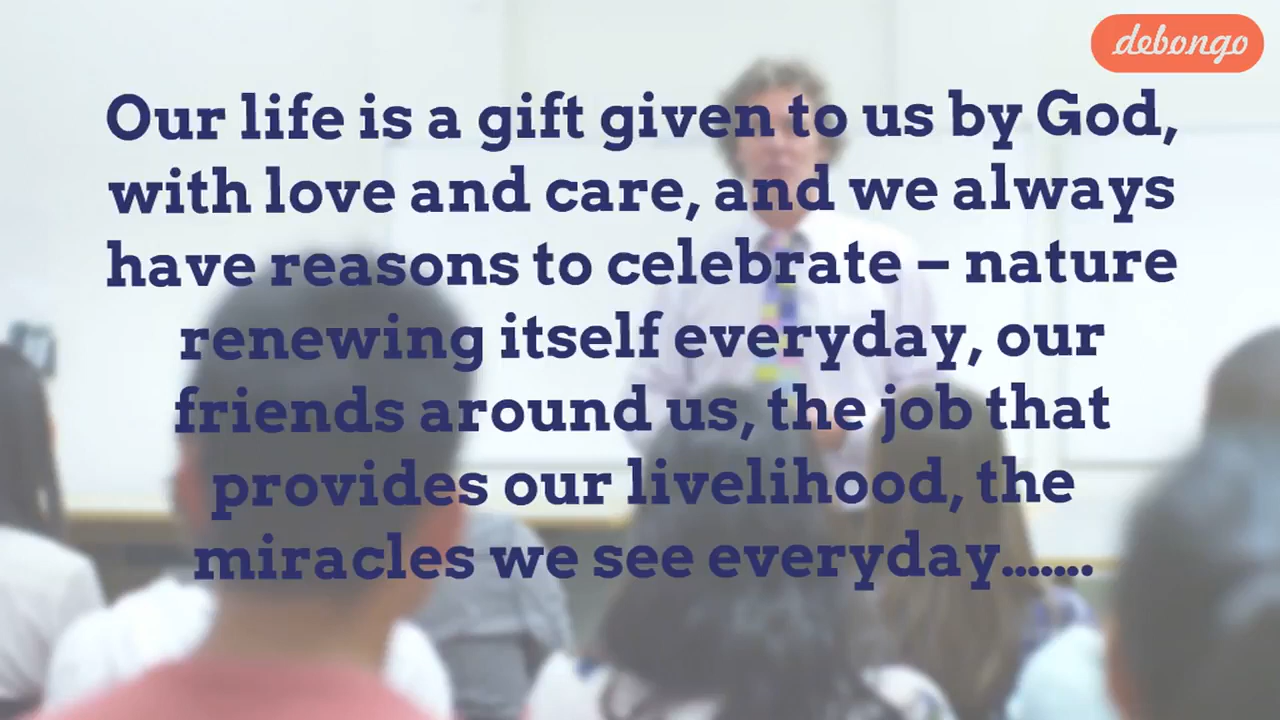 debongo
Our life is a gift given to us by God,
with love and care, and we always
have reasons to celebrate – nature
renewing itself everyday, our
friends around us, the job that
provides our livelihood, the
miracles we see everyday.......